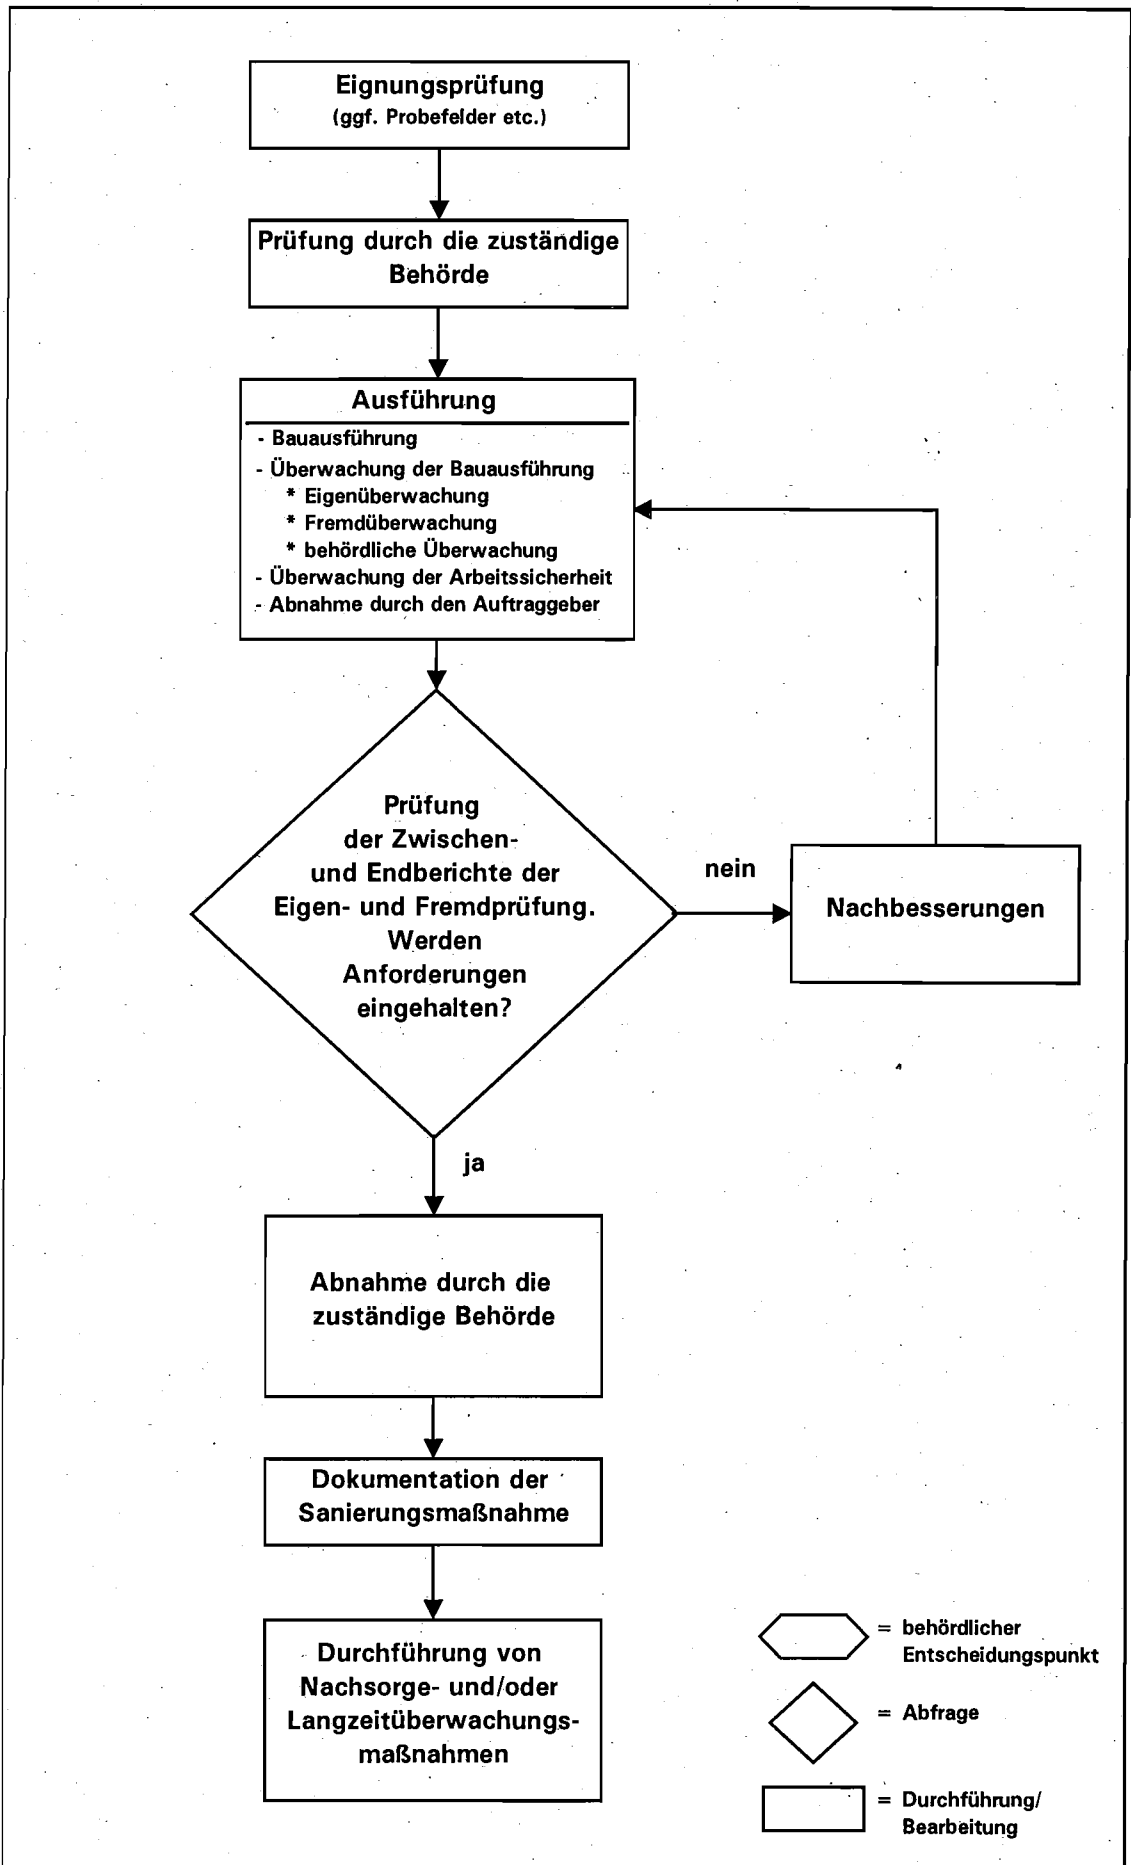 Eignungsprüfung
(ggf. Probefelder etc.)
Prüfung durch die zuständige
Behörde
Ausführung
- Bauausführung
- Überwachung der Bauausführung
* Eigenüberwachung
* Fremdüberwachung
* behördliche Überwachung
- Überwachung der Arbeitssicherheit
- Abnahme durch den Auftraggeber
Prüfung
der Zwischen-
und Endberichte der
Eigen- und Fremdprüfung.
Werden
Anforderungen
eingehalten?
nein
Nachbesserungen
ja
Abnahme durch die
zuständige Behörde
Dokumentation der
Sanierungsmaßnahme
Durchführung von
Nachsorge- und/oder
Langzeitüberwachungs-
maßnahmen
= behördlicher
Entscheidungspunkt
= Abfrage
= Durchführung/
Bearbeitung